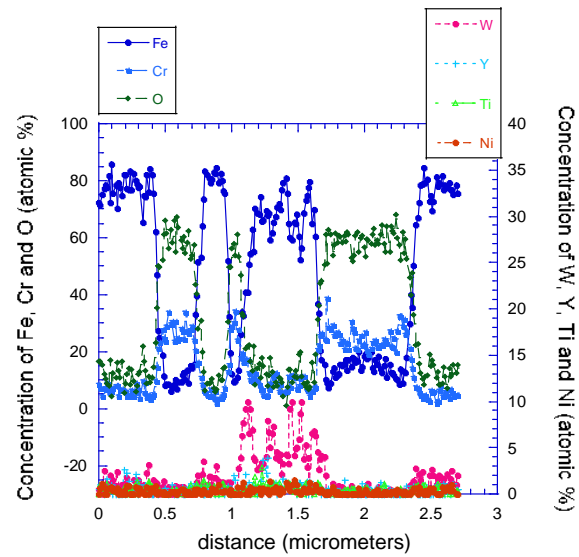 Fe
Cr
O
W
Y
Ti
Ni
Concentration of Fe, Cr and O (atomic %)
100
80
60
40
20
0
-20
40
35
30
25
20
15
10
5
0
Concentration of W, Y, Ti and Ni (atomic %)
0
0.5
1
1.5
2
2.5
3
distance (micrometers)